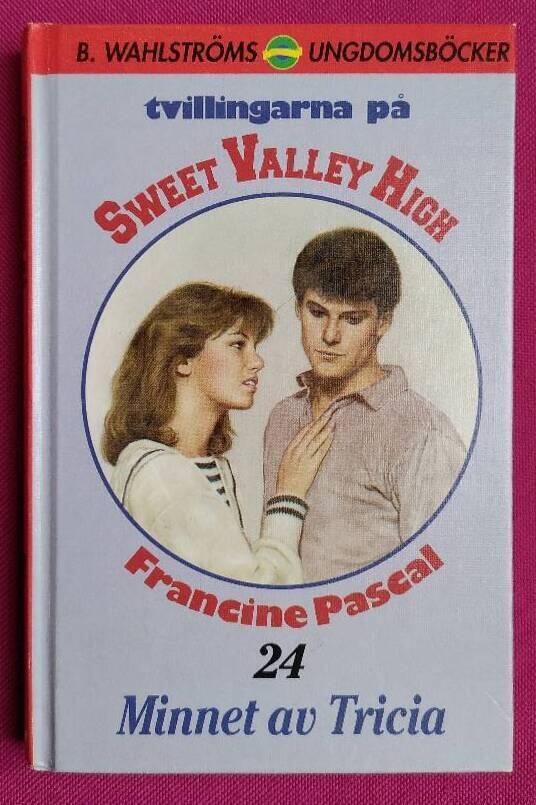 B. WAHLSTRÖMS UNGDOMSBÖCKER
tvillingarna på
SWEET VALLEY HIGH
Francine Pascal
24
Minnet av Tricia